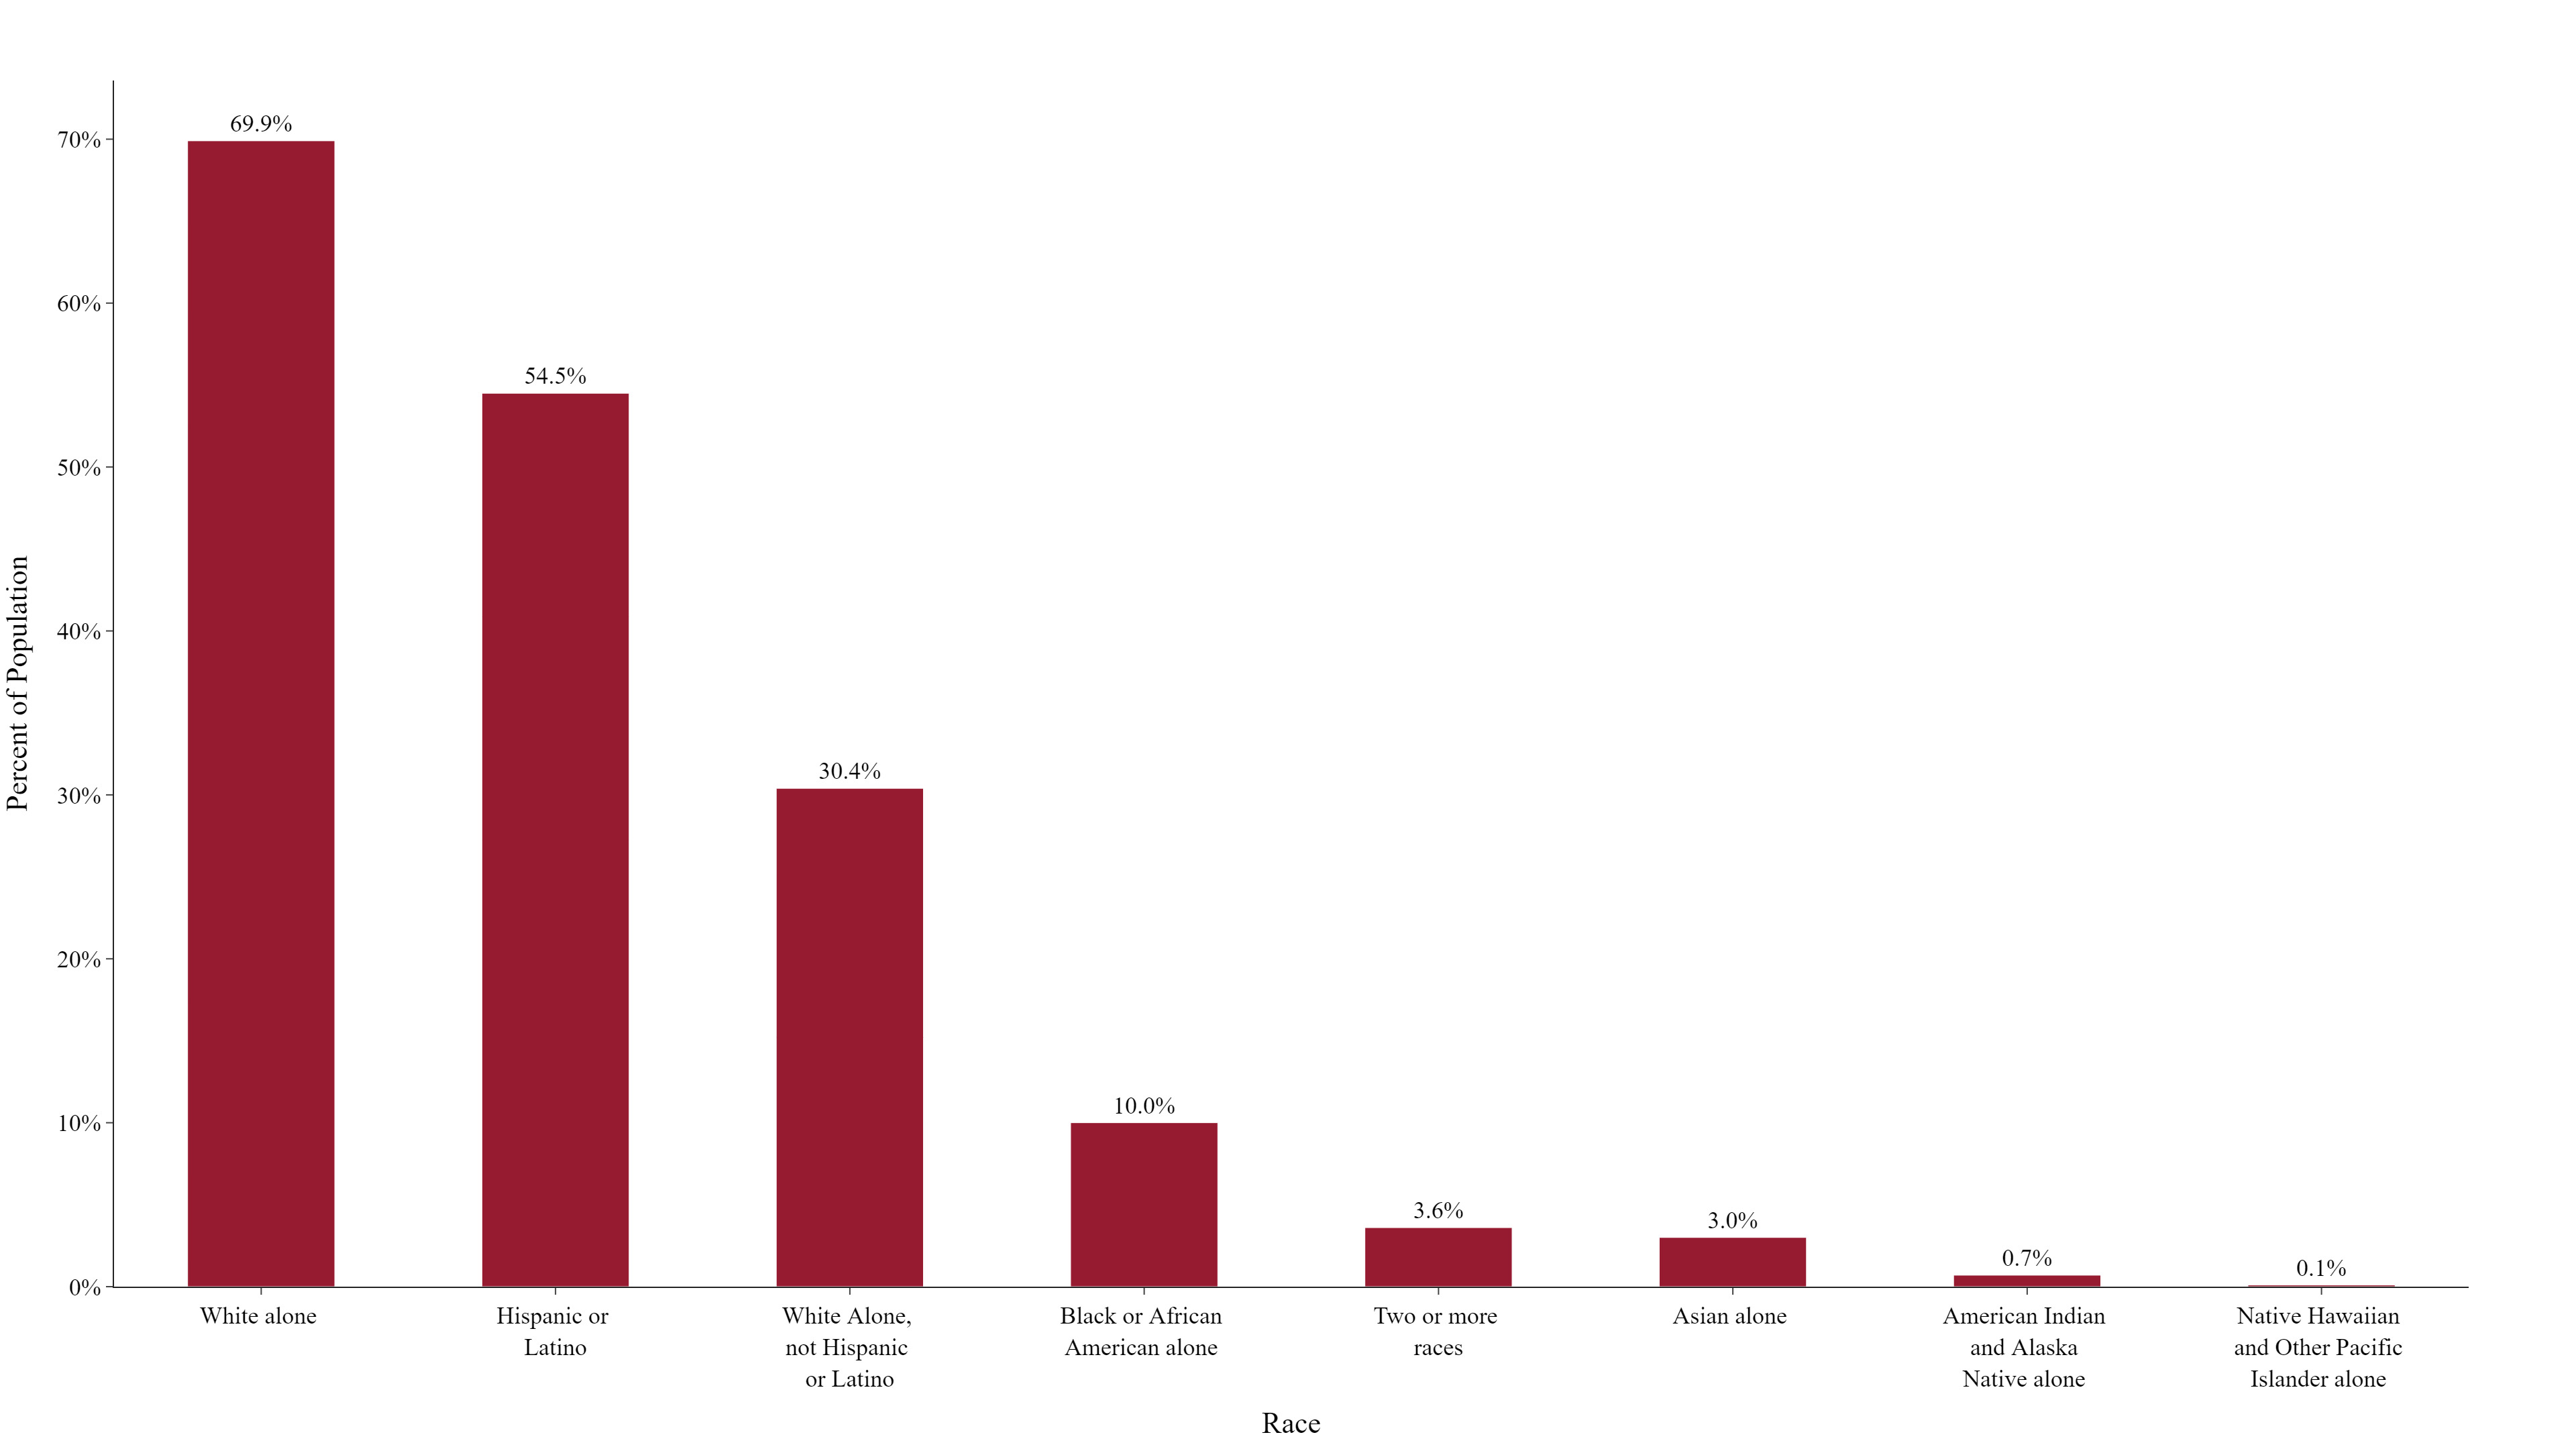 Percent of Population
70%
60%
50%
40%
30%
20%
10%
0%
69.9%
54.5%
30.4%
10.0%
3.6%
3.0%
0.7%
0.1%
White alone
Hispanic or
Latino
White Alone,
not Hispanic
or Latino
Black or African
American alone
Two or more
races
Asian alone
American Indian
and Alaska
Native alone
Native Hawaiian
and Other Pacific
Islander alone
Race